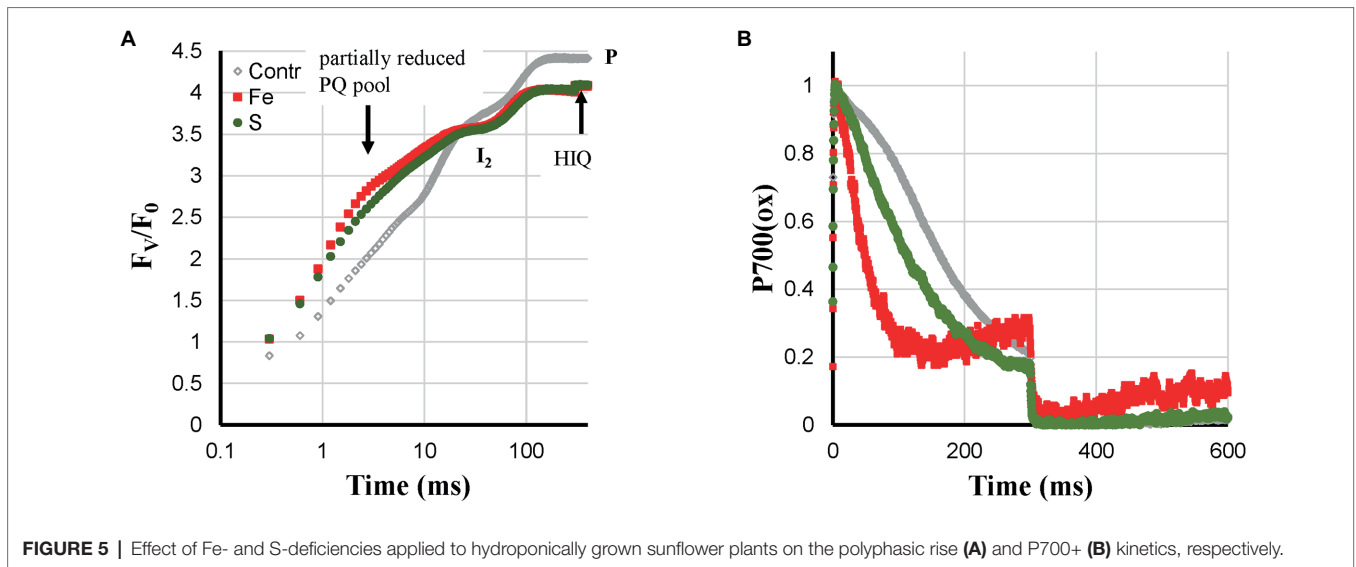 A
4.5
4
3.5
3
2.5
2
1.5
1
0.5
0
0.1
1
10
100
Time (ms)
FV/F0
Contr
Fe
S
partially reduced
PQ pool
I2
P
HIQ
B
1
0.8
0.6
0.4
0.2
0
0
200
400
600
Time (ms)
P700(ox)
FIGURE 5 | Effect of Fe- and S-deficiencies applied to hydroponically grown sunflower plants on the polyphasic rise (A) and P700+ (B) kinetics, respectively.